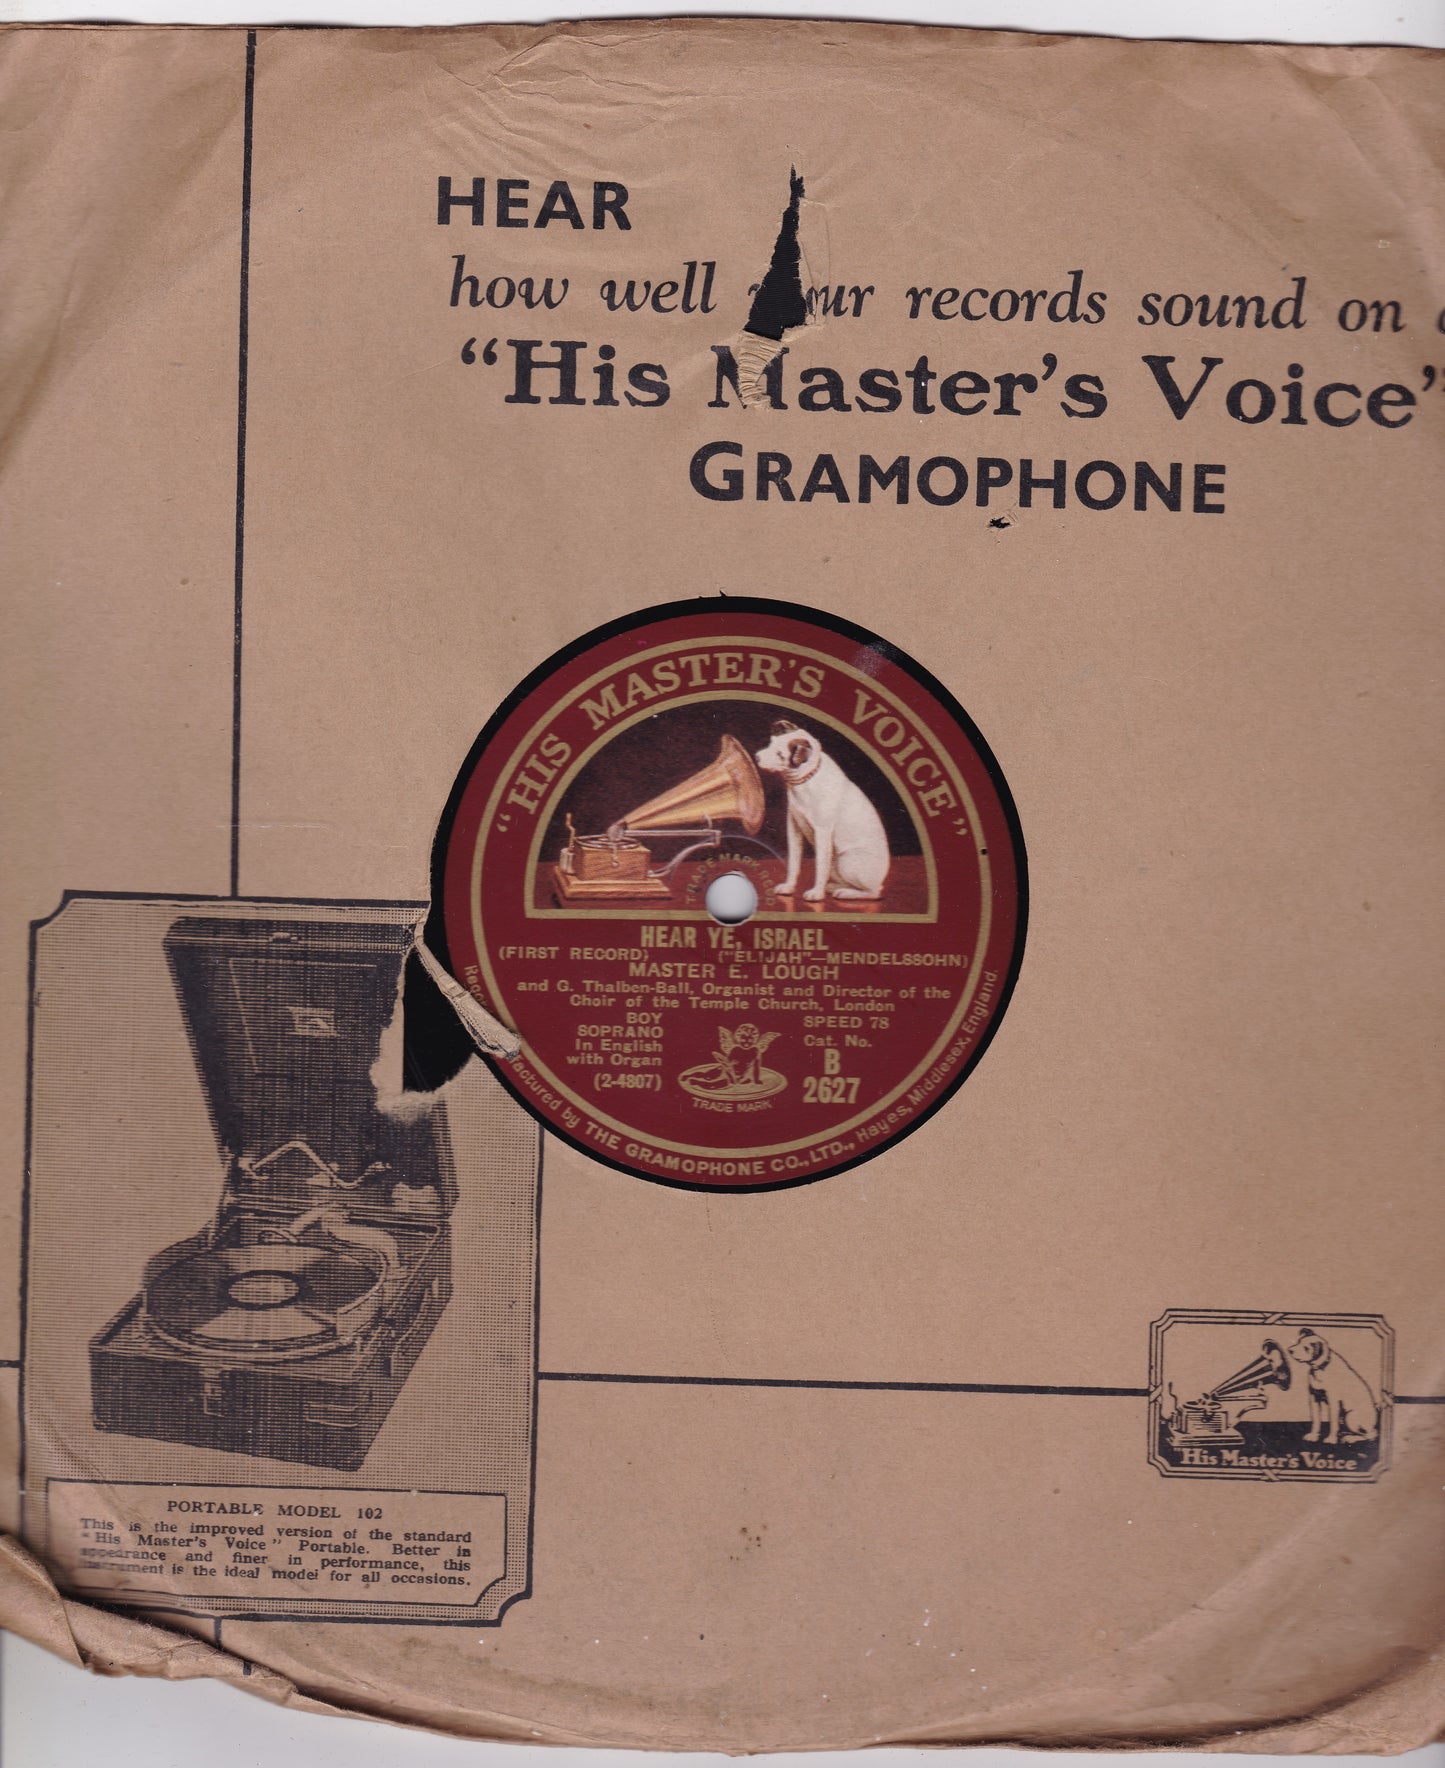 HEAR
how well records sound on
“His Master's Voice”
GRAMOPHONE
“HIS MASTER'S VOICE”
TRADE MARK REGD
HEAR YE, ISRAEL
(FIRST RECORD) ("ELIJAH"—MENDELSSOHN)
MASTER E. LOUGH
and G. Thalben-Ball, Organist and Director of the
Choir of the Temple Church, London
BOY
SOPRANO
In English
with Organ
(2-4807)
SPEED 78
Cat. No.
B
2627
TRADE MARK
by THE GRAMOPHONE CO., LTD., Hayes, Middlesex, England.
PORTABLE MODEL 102
This is the improved version of the standard
"His Master's Voice" Portable. Better in
appearance and finer in performance, this
instrument is the ideal model for all occasions.
His Master's Voice